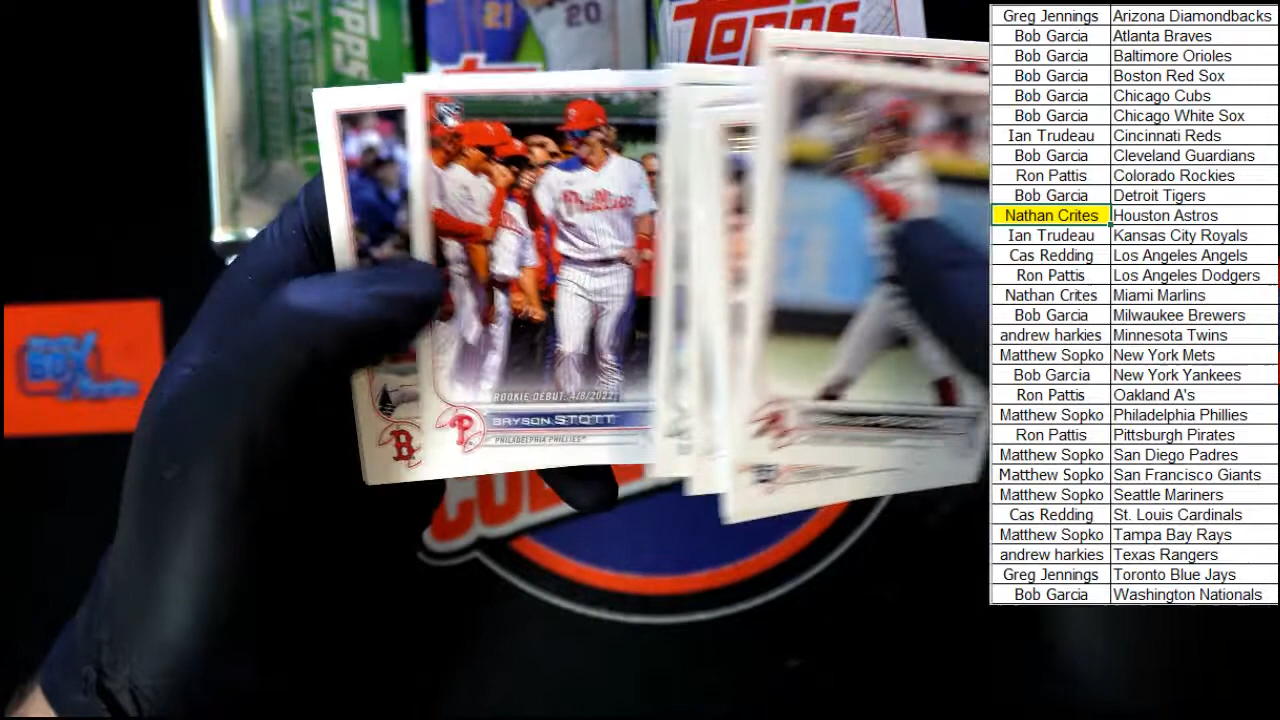 Greg Jennings Arizona Diamondbacks
Bob Garcia Atlanta Braves
Bob Garcia Baltimore Orioles
Bob Garcia Boston Red Sox
Bob Garcia Chicago Cubs
Bob Garcia Chicago White Sox
Ian Trudeau Cincinnati Reds
Bob Garcia Cleveland Guardians
Ron Pattis Colorado Rockies
Bob Garcia Detroit Tigers
Nathan Crites Houston Astros
Ian Trudeau Kansas City Royals
Cas Redding Los Angeles Angels
Ron Pattis Los Angeles Dodgers
Nathan Crites Miami Marlins
Bob Garcia Milwaukee Brewers
andrew harkies Minnesota Twins
Matthew Sopko New York Mets
Bob Garcia New York Yankees
Ron Pattis Oakland A's
Matthew Sopko Philadelphia Phillies
Ron Pattis Pittsburgh Pirates
Matthew Sopko San Diego Padres
Matthew Sopko San Francisco Giants
Matthew Sopko Seattle Mariners
Cas Redding St. Louis Cardinals
Matthew Sopko Tampa Bay Rays
andrew harkies Texas Rangers
Greg Jennings Toronto Blue Jays
Bob Garcia Washington Nationals
21
20
TOPPS
Topps
Phillies
ROOKIE DEBUT: 4/8/2022
P BRYSON STOTT
PHILADELPHIA PHILLIES
B
BOX